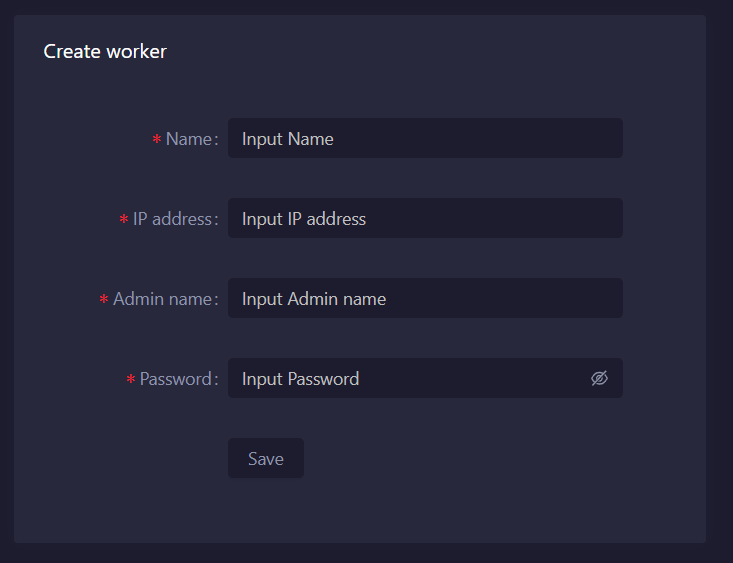 Create worker
* Name: Input Name
* IP address: Input IP address
* Admin name: Input Admin name
* Password: Input Password
Save